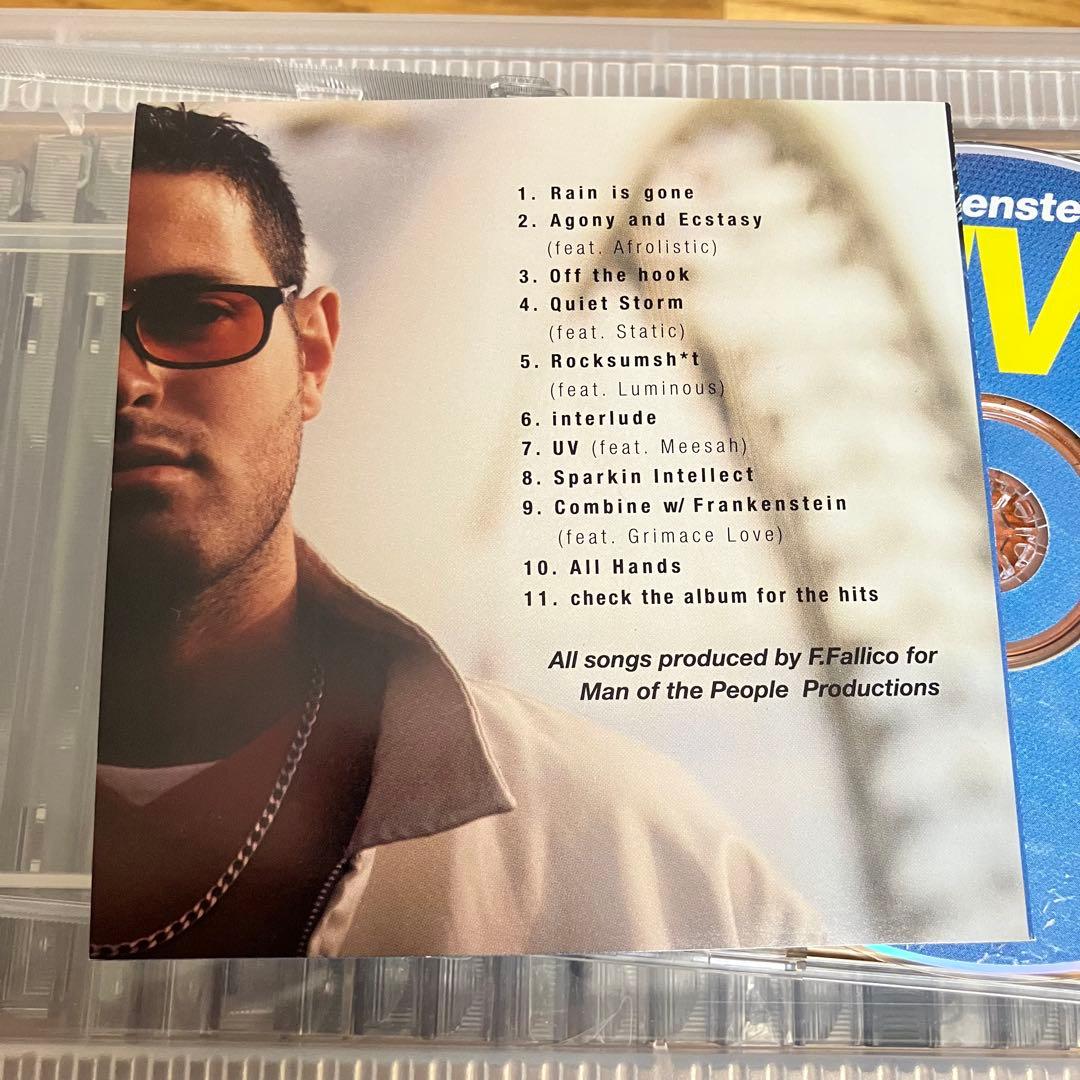 1. Rain is gone
2. Agony and Ecstasy
(feat. Afrolistic)
3. Off the hook
4. Quiet Storm
(feat. Static)
5. Rocksumsh*t
(feat. Luminous)
6. interlude
7. UV (feat. Meesah)
8. Sparkin Intellect
9. Combine w/ Frankenstein
(feat. Grimace Love)
10. All Hands
11. check the album for the hits
All songs produced by F.Fallico for
Man of the People Productions
enste
V